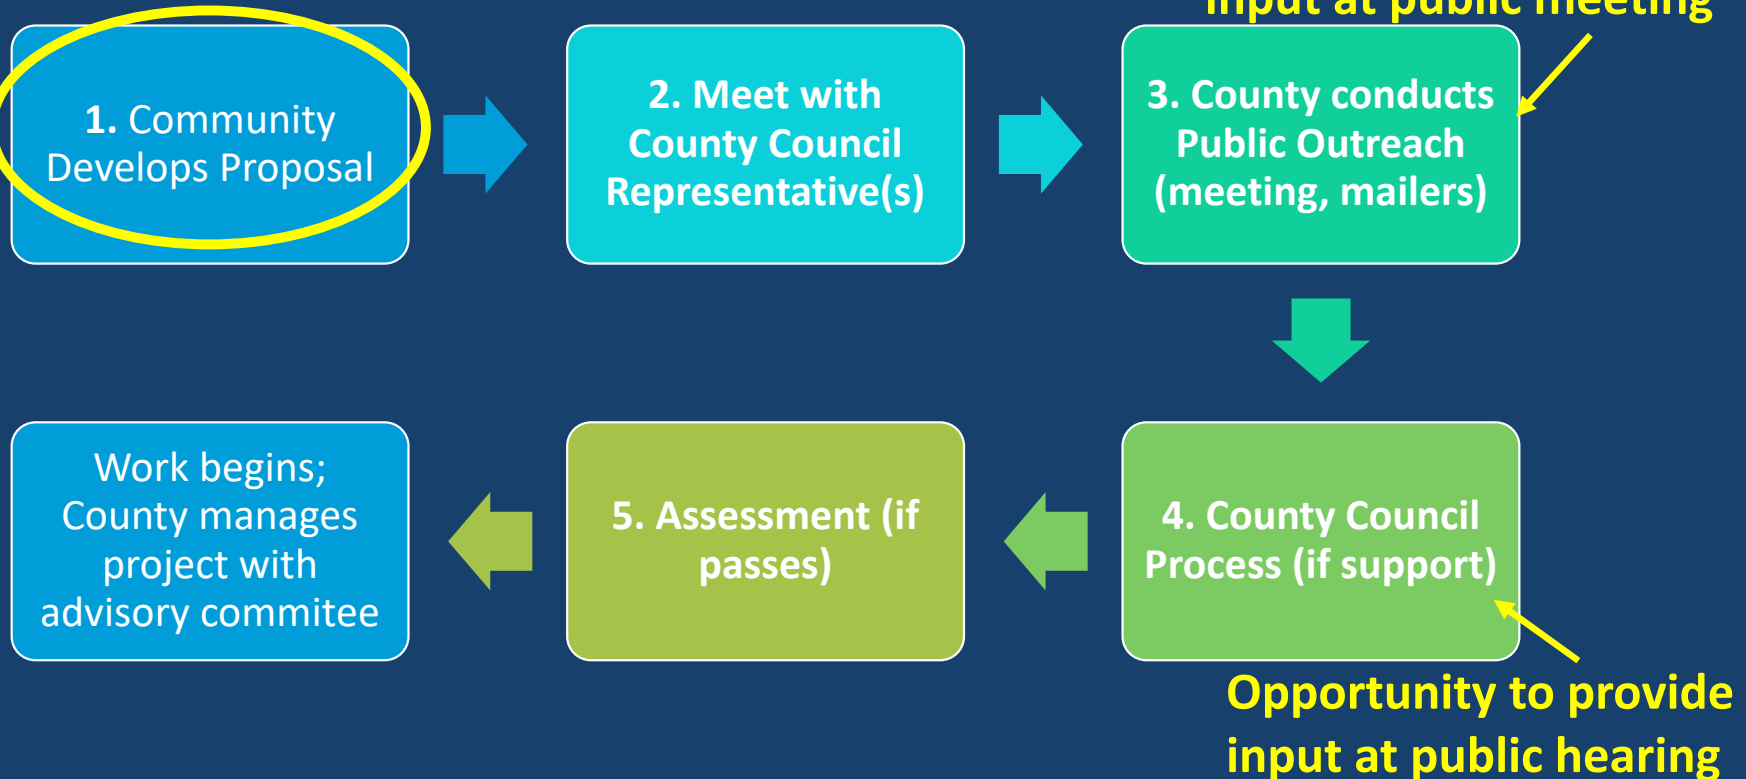 input at public meeting
1. Community
Develops Proposal
2. Meet with
County Council
Representative(s)
3. County conducts
Public Outreach
(meeting, mailers)
4. County Council
Process (if support)
Opportunity to provide
input at public hearing
5. Assessment (if
passes)
Work begins;
County manages
project with
advisory commitee